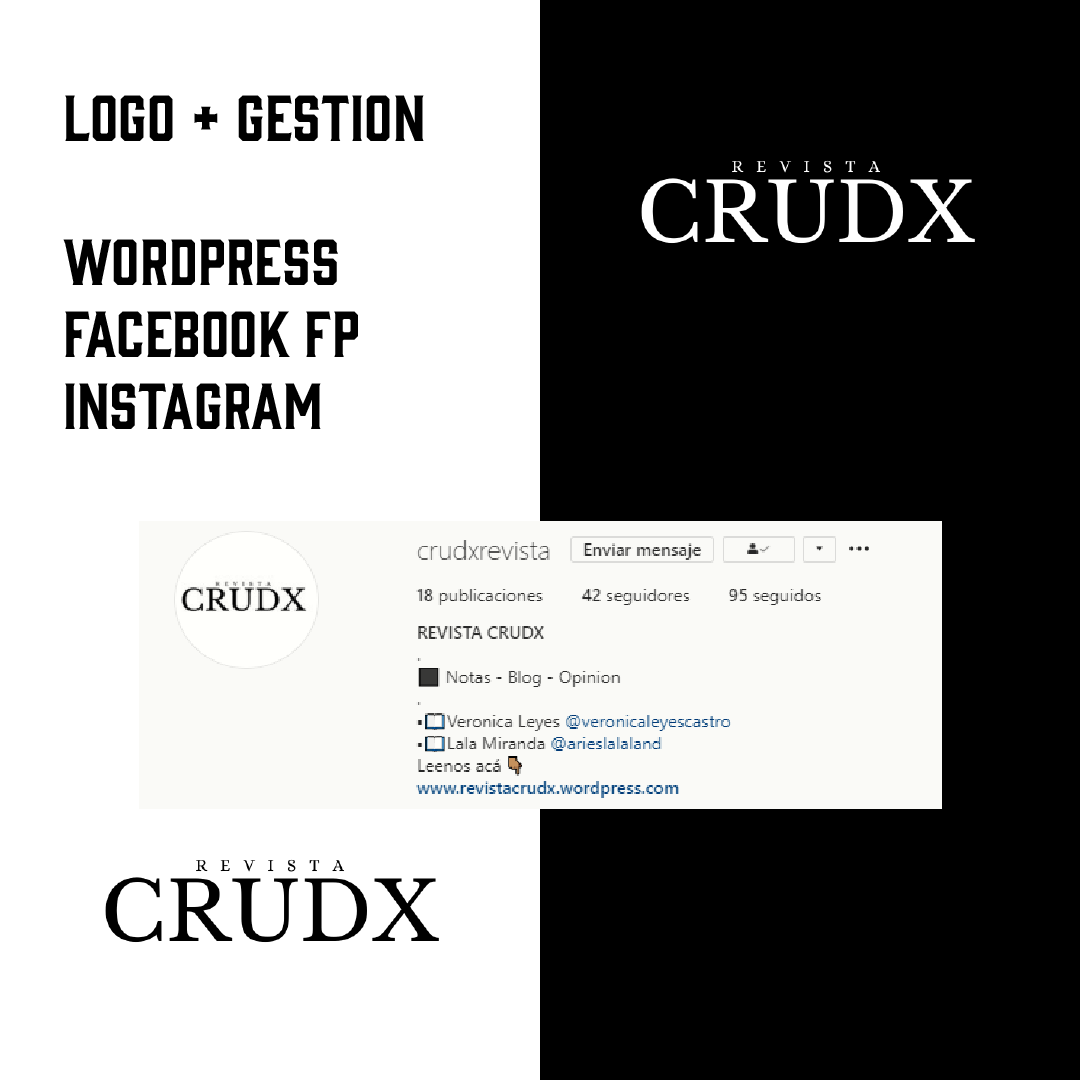 LOGO + GESTION
WORDPRESS
FACEBOOK FP
INSTAGRAM
REVISTA
CRUDX
REVISTA
CRUDX
crudxrevista Enviar mensaje
18 publicaciones 42 seguidores 95 seguidos
REVISTA CRUDX
.
Notas - Blog - Opinion
.
▪📖Veronica Leyes @veronicaleyescastro
▪📖Lala Miranda @arieslalaland
Leenos acá 👇🏽
www.revistacrudx.wordpress.com
REVISTA
CRUDX